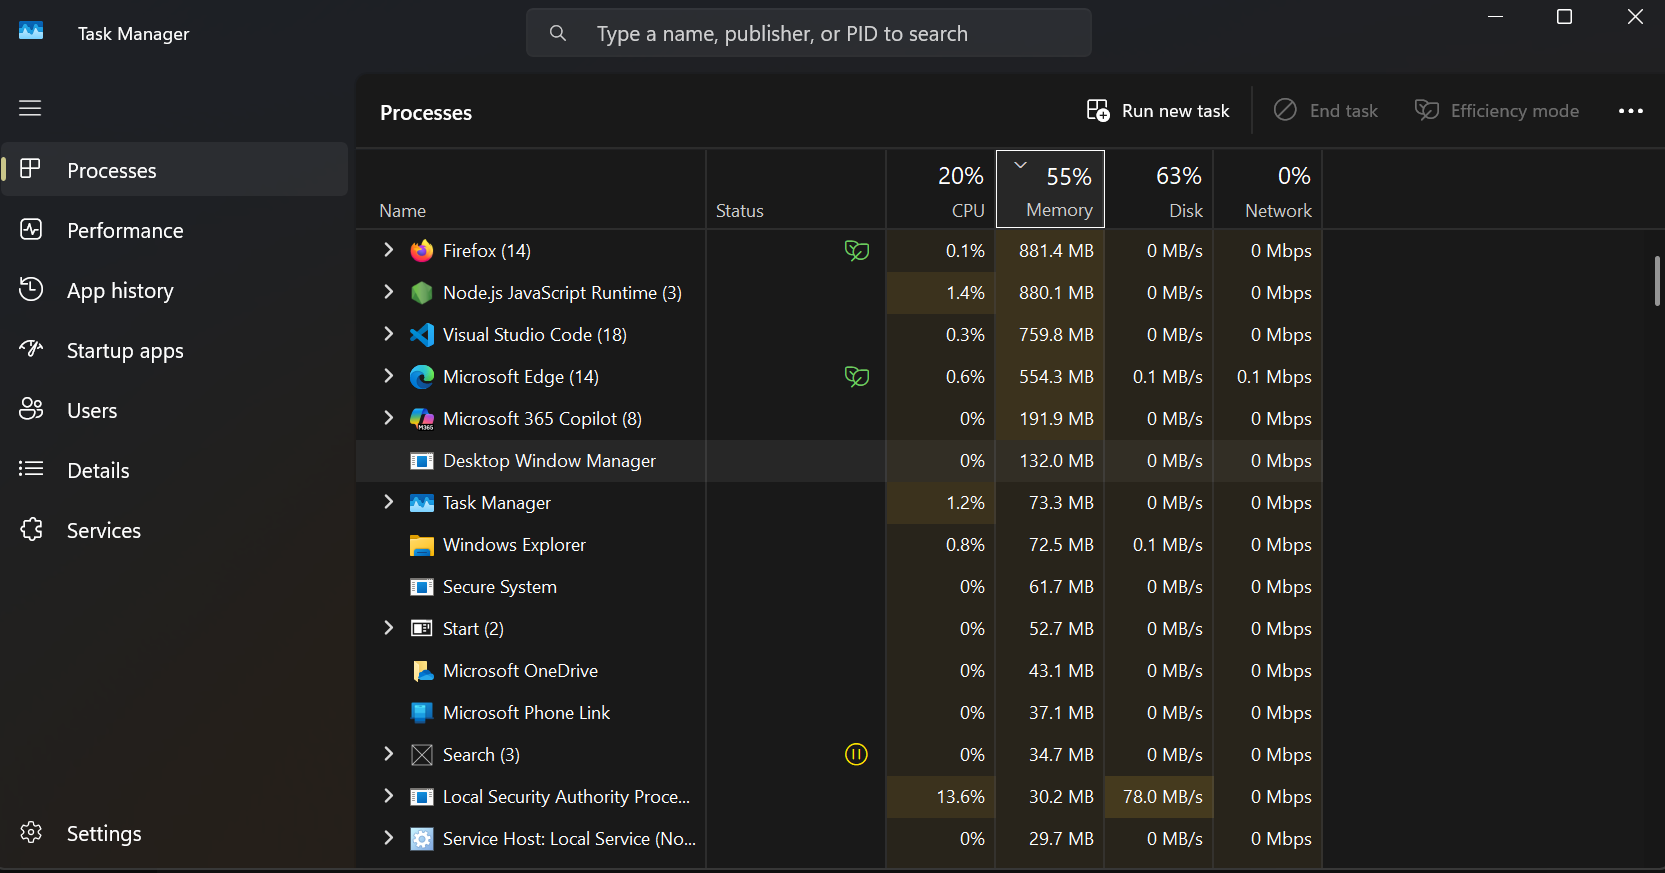 Task Manager
Type a name, publisher, or PID to search
Processes
Performance
App history
Startup apps
Users
Details
Services
Settings
Processes
Run new task
End task
Efficiency mode
20% 55% 63% 0%
Name Status CPU Memory Disk Network
Firefox (14) 0.1% 881.4 MB 0 MB/s 0 Mbps
Node.js JavaScript Runtime (3) 1.4% 880.1 MB 0 MB/s 0 Mbps
Visual Studio Code (18) 0.3% 759.8 MB 0 MB/s 0 Mbps
Microsoft Edge (14) 0.6% 554.3 MB 0.1 MB/s 0.1 Mbps
M365 Microsoft 365 Copilot (8) 0% 191.9 MB 0 MB/s 0 Mbps
Desktop Window Manager 0% 132.0 MB 0 MB/s 0 Mbps
Task Manager 1.2% 73.3 MB 0 MB/s 0 Mbps
Windows Explorer 0.8% 72.5 MB 0.1 MB/s 0 Mbps
Secure System 0% 61.7 MB 0 MB/s 0 Mbps
Start (2) 0% 52.7 MB 0 MB/s 0 Mbps
Microsoft OneDrive 0% 43.1 MB 0 MB/s 0 Mbps
Microsoft Phone Link 0% 37.1 MB 0 MB/s 0 Mbps
Search (3) 0% 34.7 MB 0 MB/s 0 Mbps
Local Security Authority Proce... 13.6% 30.2 MB 78.0 MB/s 0 Mbps
Service Host: Local Service (No... 0% 29.7 MB 0 MB/s 0 Mbps